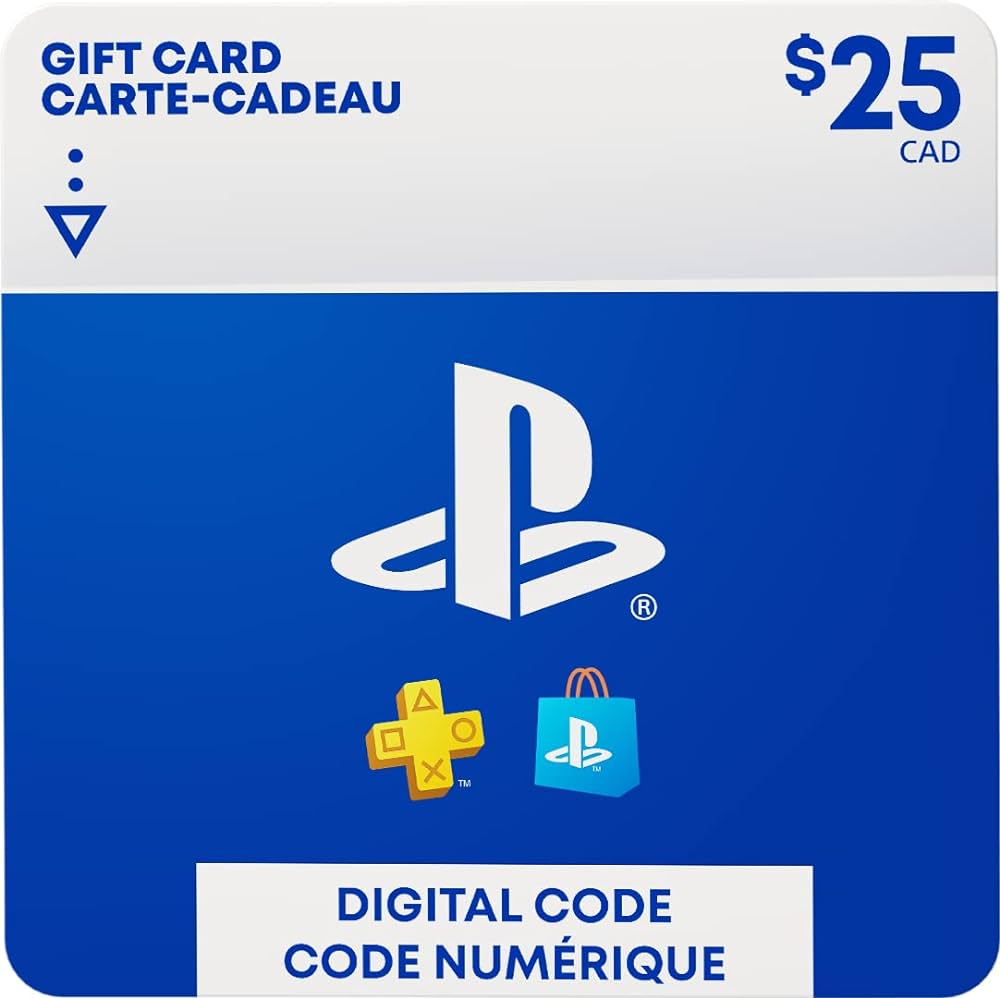 GIFT CARD
CARTE-CADEAU
$25
CAD
®
TM
TM
DIGITAL CODE
CODE NUMÉRIQUE